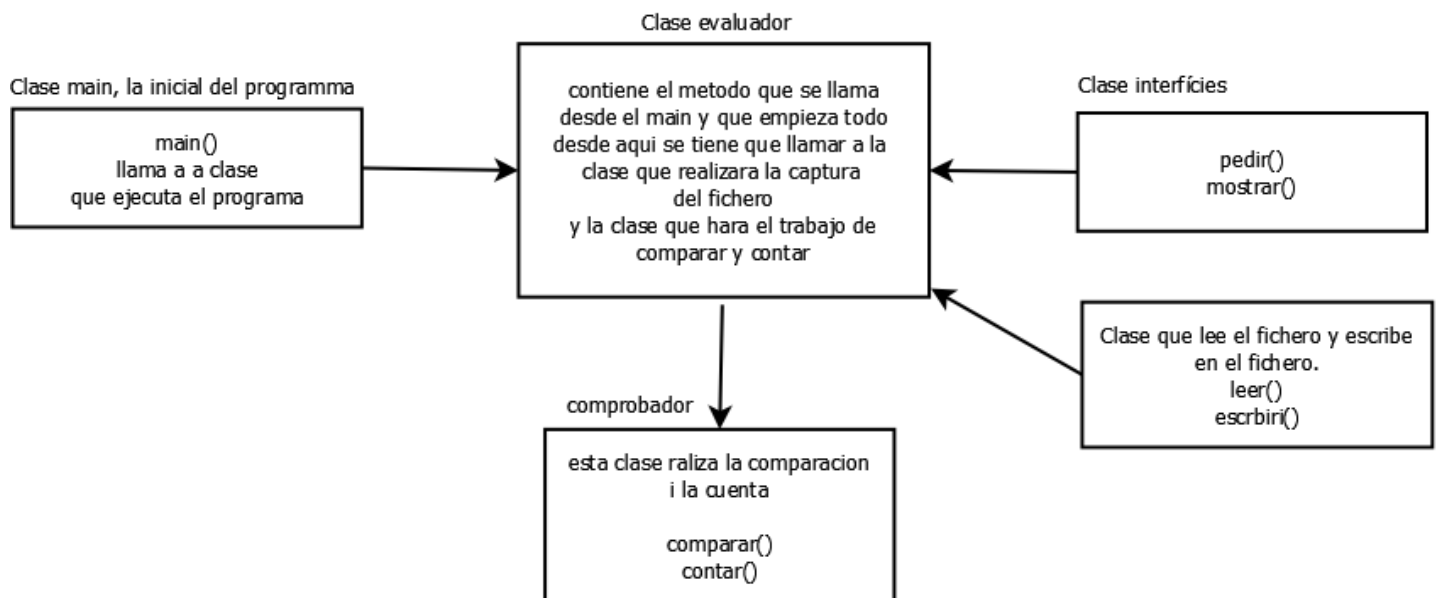 Clase evaluador
contiene el metodo que se llama
desde el main y que empieza todo
desde aqui se tiene que llamar a la
clase que realizara la captura
del fichero
y la clase que hara el trabajo de
comparar y contar
Clase main, la inicial del programma
main()
llama a a clase
que ejecuta el programa
Clase interfícies
pedir()
mostrar()
Clase que lee el fichero y escribe
en el fichero.
leer()
escrbiri()
comprobador
esta clase raliza la comparacion
i la cuenta
comparar()
contar()